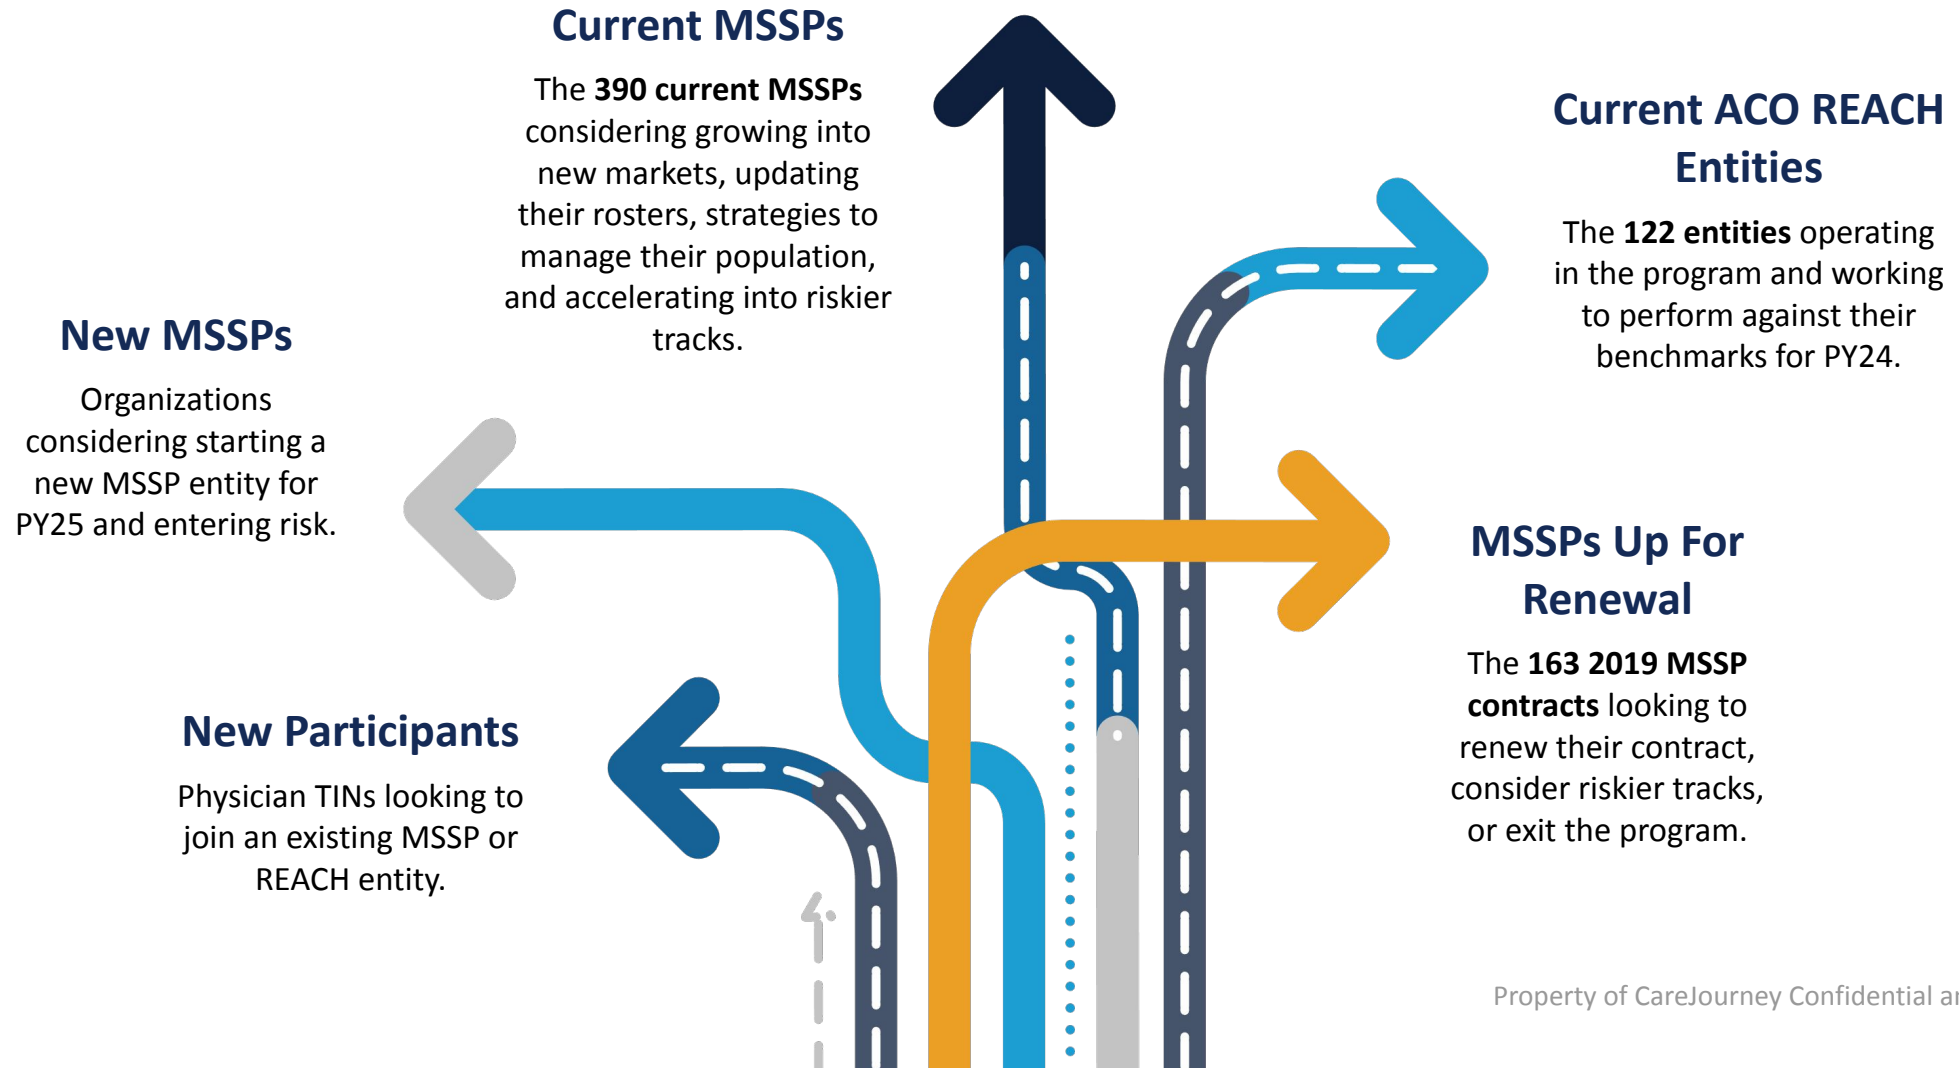 Current MSSPs
The 390 current MSSPs
considering growing into
new markets, updating
their rosters, strategies to
manage their population,
and accelerating into riskier
tracks.
Current ACO REACH
Entities
The 122 entities operating
in the program and working
to perform against their
benchmarks for PY24.
New MSSPs
Organizations
considering starting a
new MSSP entity for
PY25 and entering risk.
MSSPs Up For
Renewal
The 163 2019 MSSP
contracts looking to
renew their contract,
consider riskier tracks,
or exit the program.
New Participants
Physician TINs looking to
join an existing MSSP or
REACH entity.
Property of CareJourney Confidential